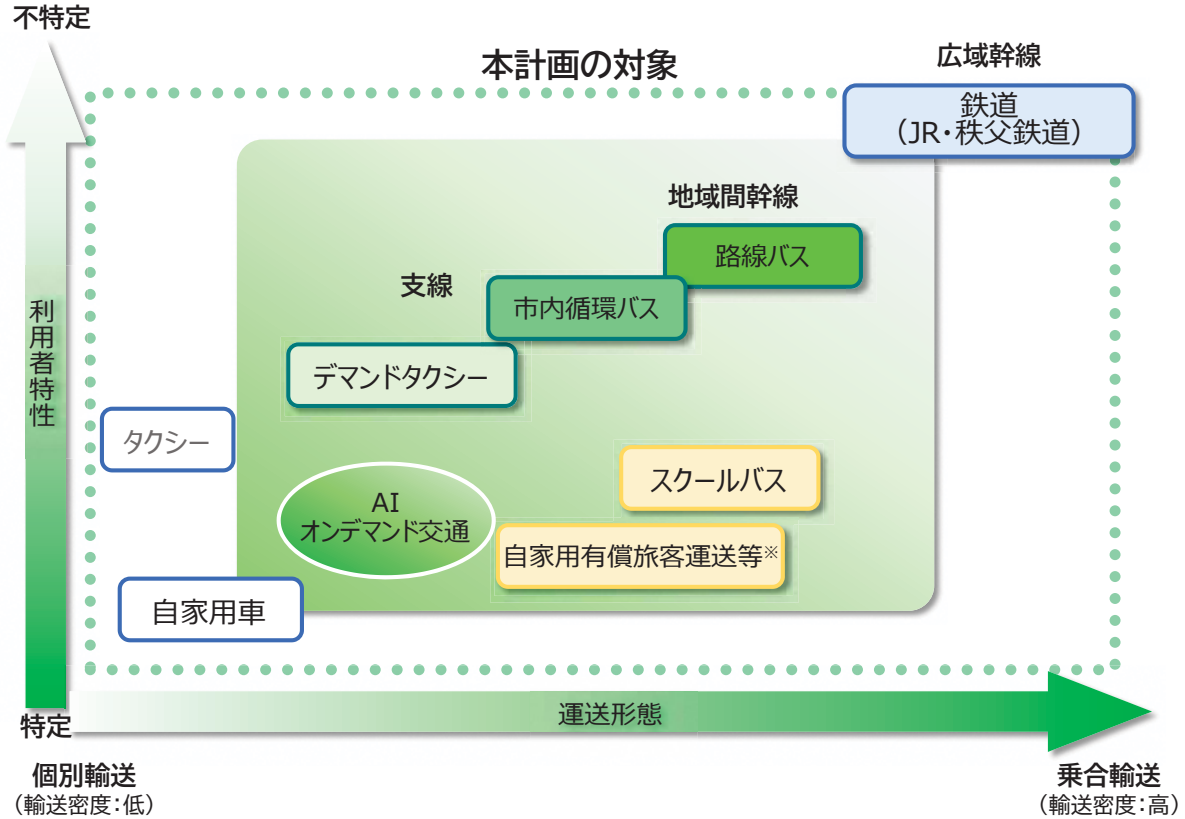 不特定
本計画の対象
広域幹線
鉄道
（JR・秩父鉄道）
地域間幹線
路線バス
支線
市内循環バス
デマンドタクシー
利用者特性
タクシー
スクールバス
AI
オンデマンド交通
自家用有償旅客運送等※
自家用車
特定
運送形態
個別輸送
（輸送密度：低）
乗合輸送
（輸送密度：高）